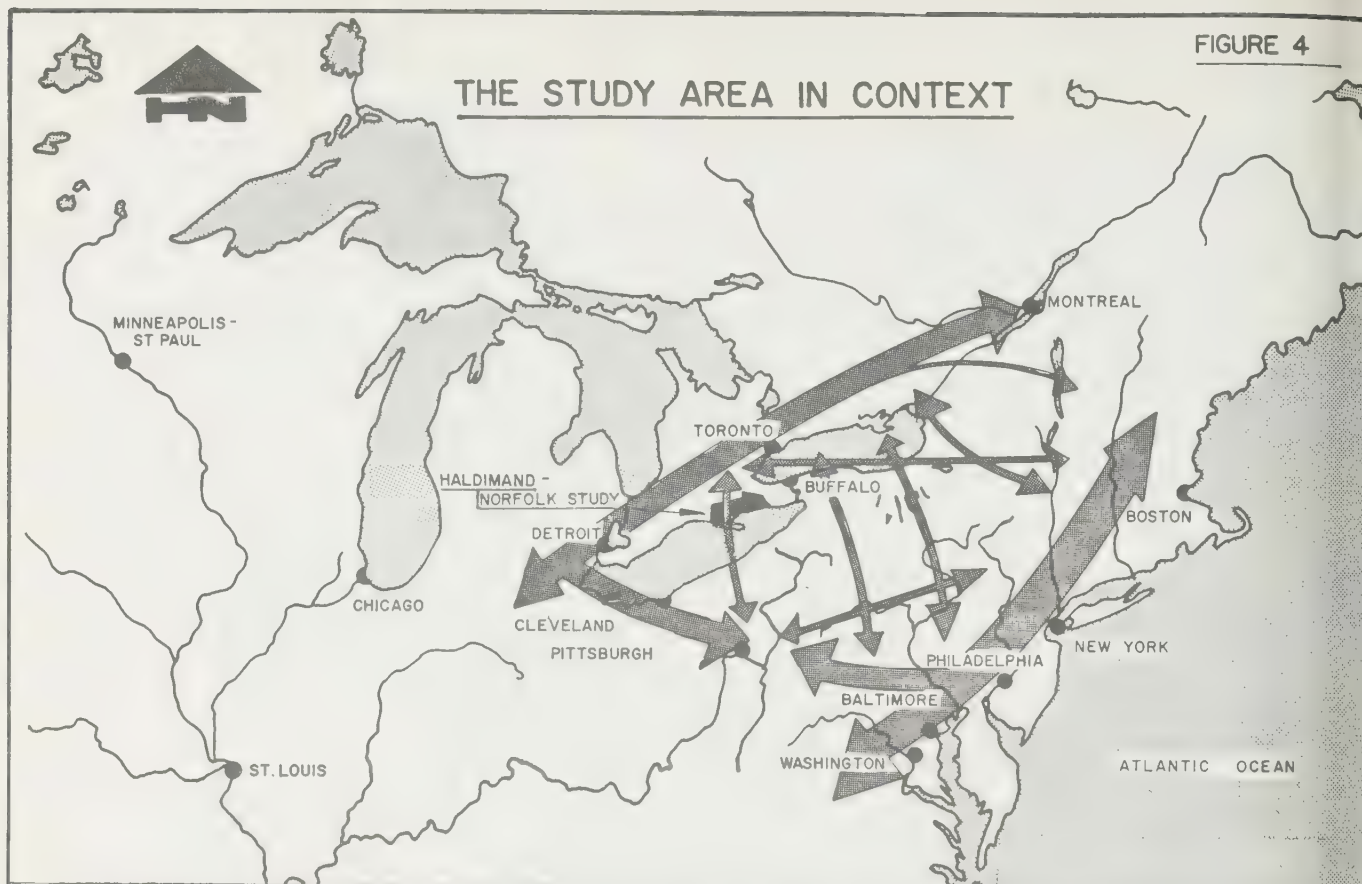 FIGURE 4
THE STUDY AREA IN CONTEXT
HN
MINNEAPOLIS -
ST PAUL
MONTREAL
TORONTO
HALDIMAND -
NORFOLK STUDY
BUFFALO
DETROIT
BOSTON
CHICAGO
CLEVELAND
PITTSBURGH
NEW YORK
PHILADELPHIA
BALTIMORE
WASHINGTON
ST. LOUIS
ATLANTIC OCEAN